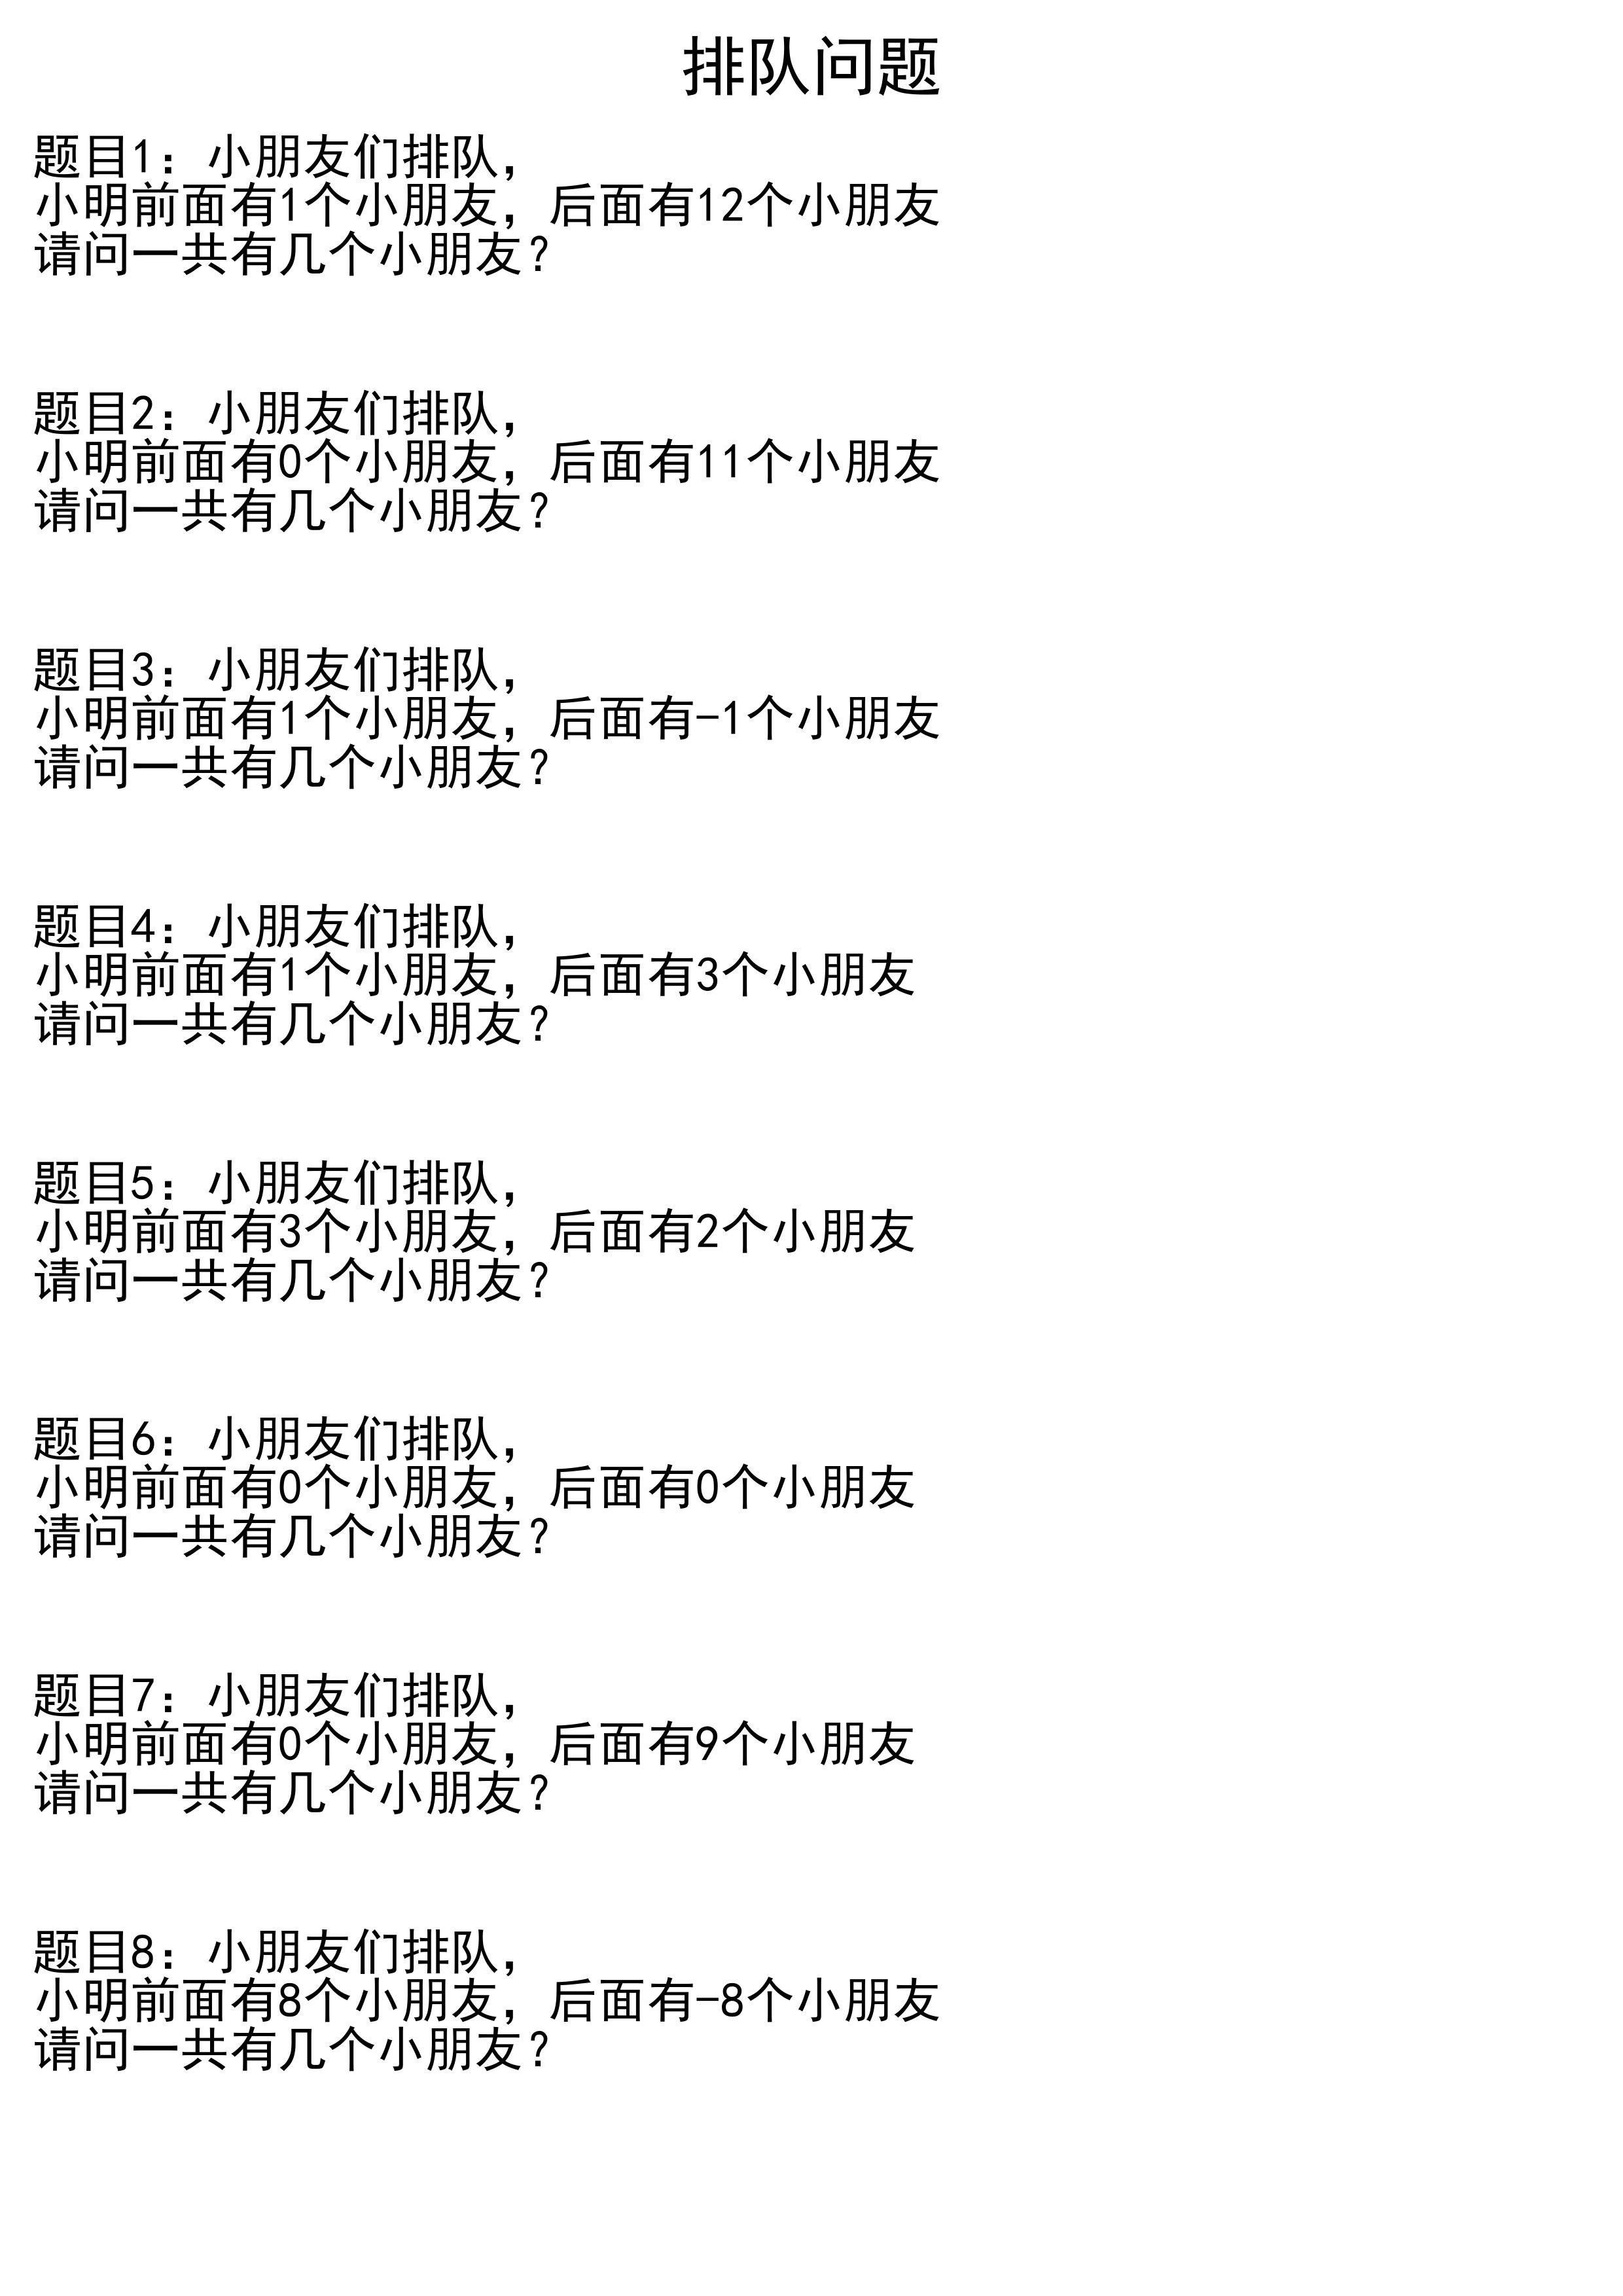 排队问题
题目1：小朋友们排队，
小明前面有1个小朋友，后面有12个小朋友
请问一共有几个小朋友？
题目2：小朋友们排队，
小明前面有0个小朋友，后面有11个小朋友
请问一共有几个小朋友？
题目3：小朋友们排队，
小明前面有1个小朋友，后面有-1个小朋友
请问一共有几个小朋友？
题目4：小朋友们排队，
小明前面有1个小朋友，后面有3个小朋友
请问一共有几个小朋友？
题目5：小朋友们排队，
小明前面有3个小朋友，后面有2个小朋友
请问一共有几个小朋友？
题目6：小朋友们排队，
小明前面有0个小朋友，后面有0个小朋友
请问一共有几个小朋友？
题目7：小朋友们排队，
小明前面有0个小朋友，后面有9个小朋友
请问一共有几个小朋友？
题目8：小朋友们排队，
小明前面有8个小朋友，后面有-8个小朋友
请问一共有几个小朋友？